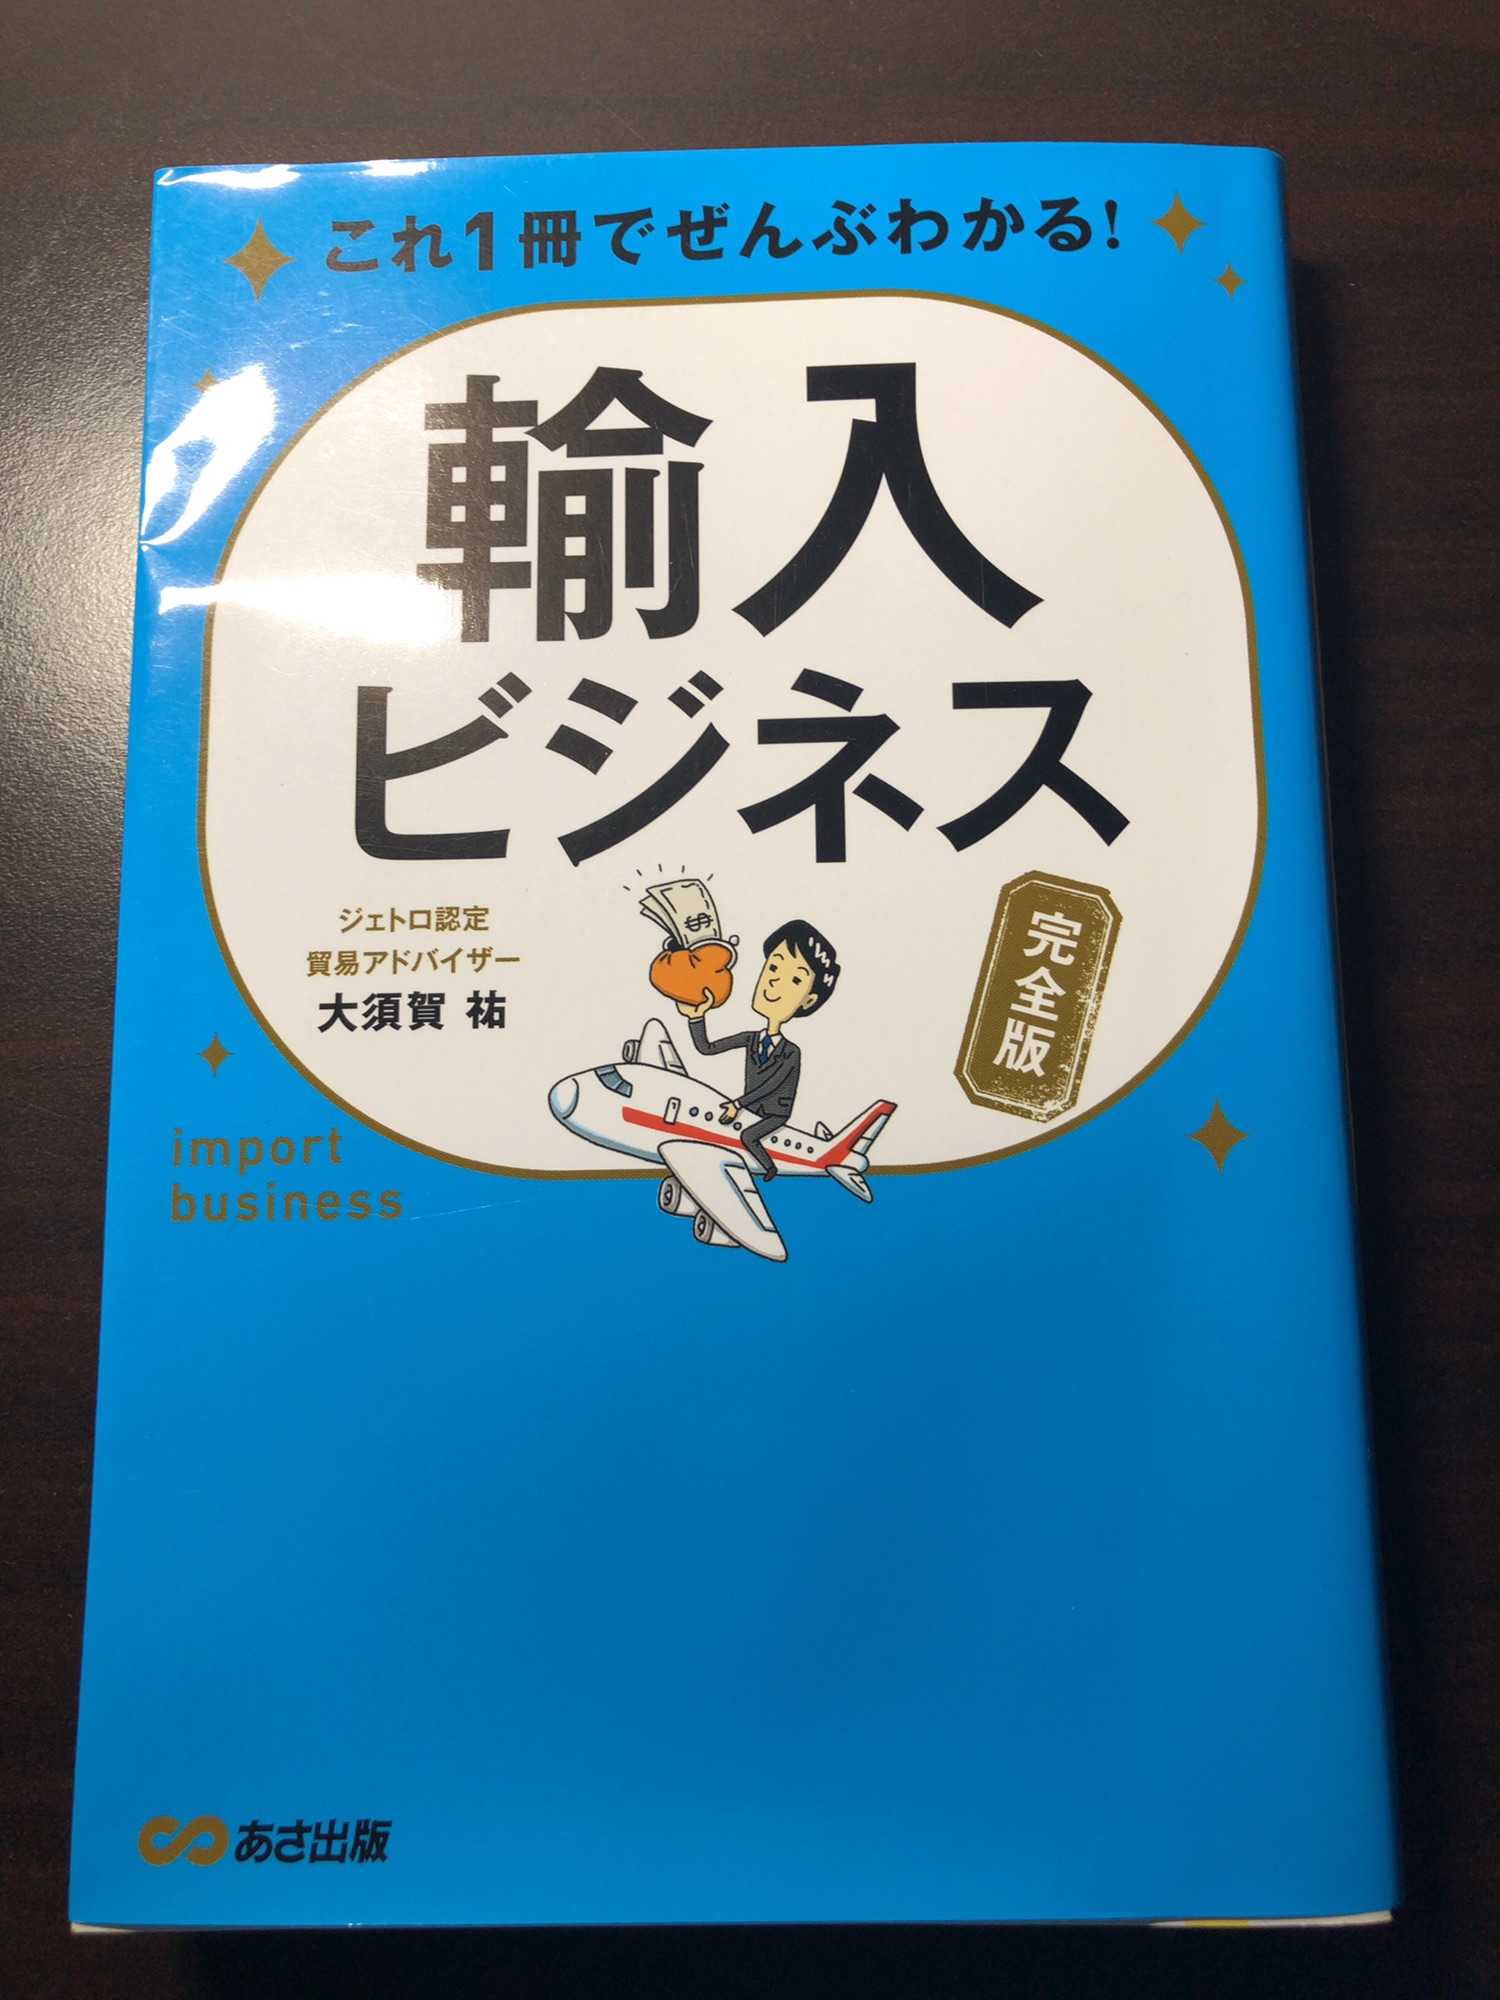 これ1冊でぜんぶわかる!
輸入
ビジネス
完全版
ジェトロ認定
貿易アドバイザー
大須賀 祐
$
import
business
あさ出版